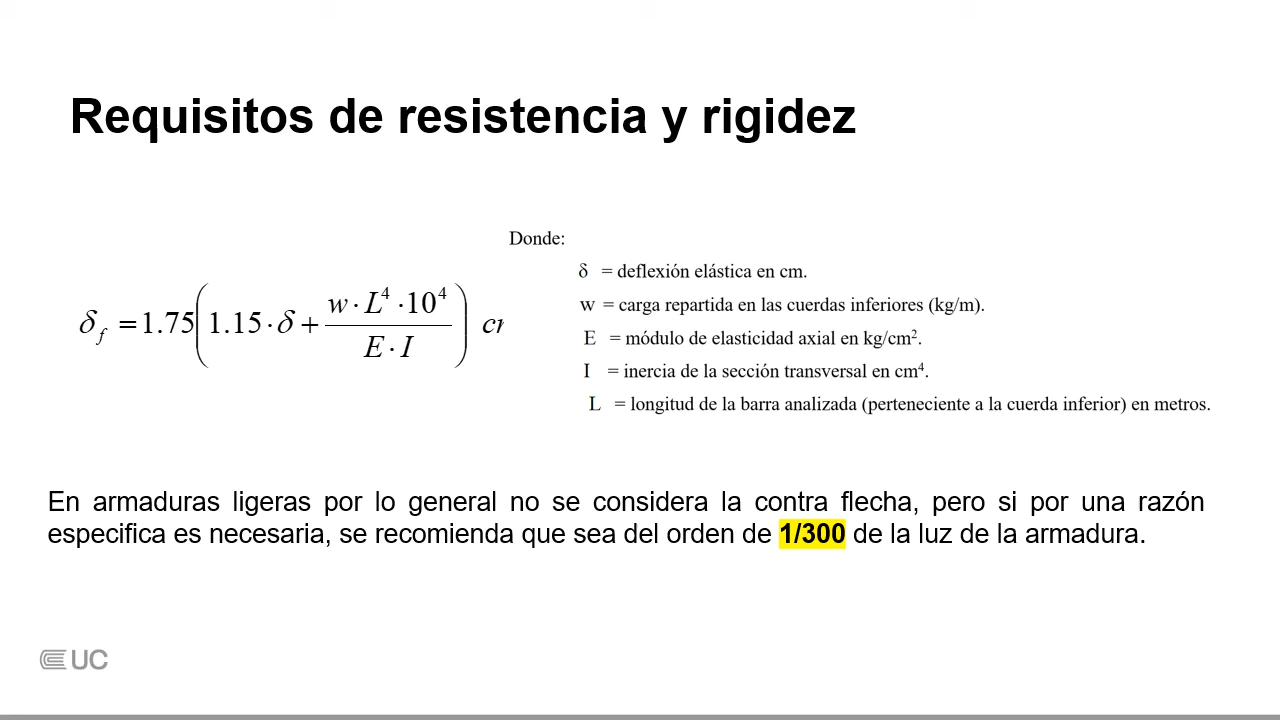 Requisitos de resistencia y rigidez
Donde:
δ = deflexión elástica en cm.
w = carga repartida en las cuerdas inferiores (kg/m).
E = módulo de elasticidad axial en kg/cm².
I = inercia de la sección transversal en cm⁴.
L = longitud de la barra analizada (perteneciente a la cuerda inferior) en metros.
δ_f = 1.75 (1.15 · δ + (w · L⁴ · 10⁴) / (E · I))
En armaduras ligeras por lo general no se considera la contra flecha, pero si por una razón
especifica es necesaria, se recomienda que sea del orden de 1/300 de la luz de la armadura.
UC